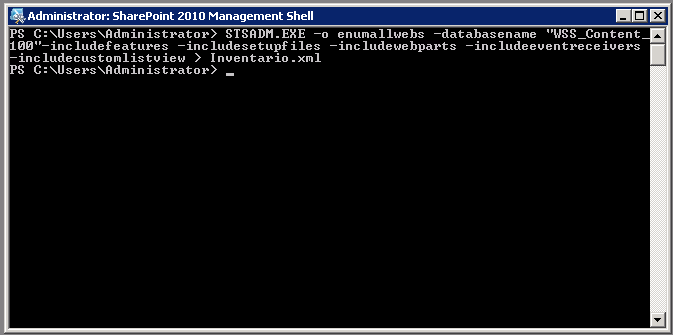 Administrator: SharePoint 2010 Management Shell
PS C:\Users\Administrator> STSADM.EXE -o enumallwebs -databasename "WSS_Content_
100"-includefeatures -includesetupfiles -includewebparts -includeeventreceivers
-includecustomlistview > Inventario.xml
PS C:\Users\Administrator> _